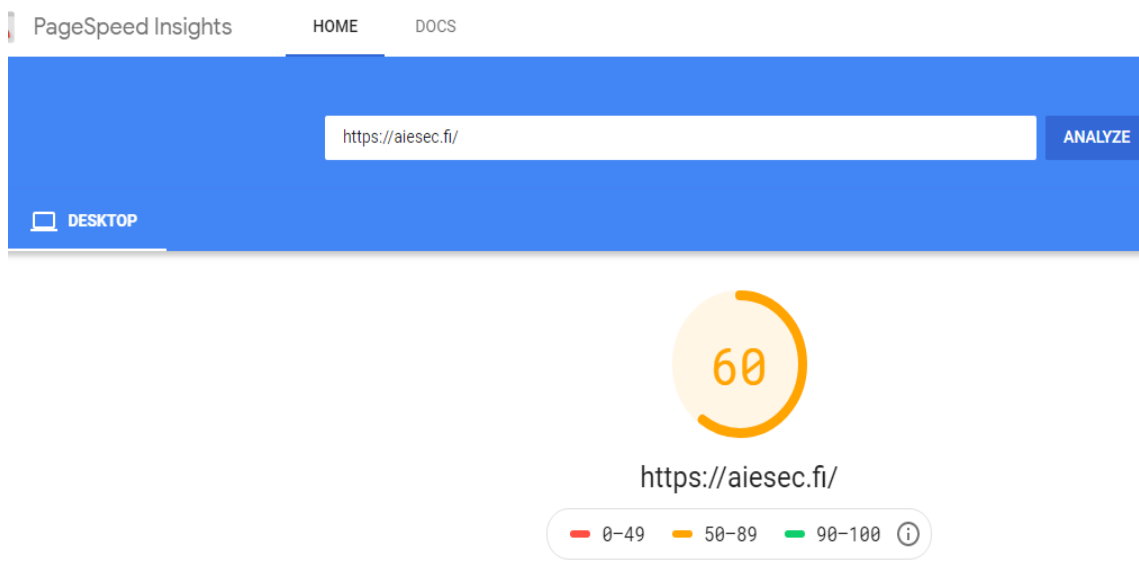 PageSpeed Insights HOME DOCS
https://aiesec.fi/ ANALYZE
DESKTOP
60
https://aiesec.fi/
0–49 50–89 90–100